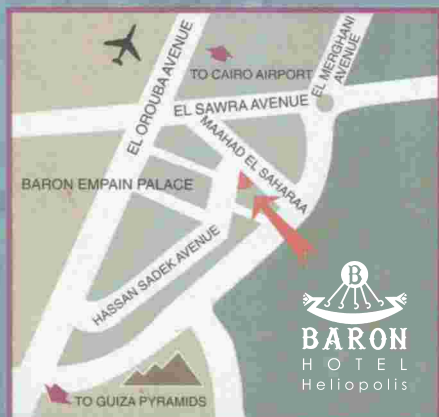 TO CAIRO AIRPORT
EL MERGHANI
AVENUE
EL OROUBA AVENUE
EL SAWRA AVENUE
MAAHAD EL SAHARAA
BARON EMPAIN PALACE
HASSAN SADEK AVENUE
B
BARON
HOTEL
Heliopolis
TO GUIZA PYRAMIDS